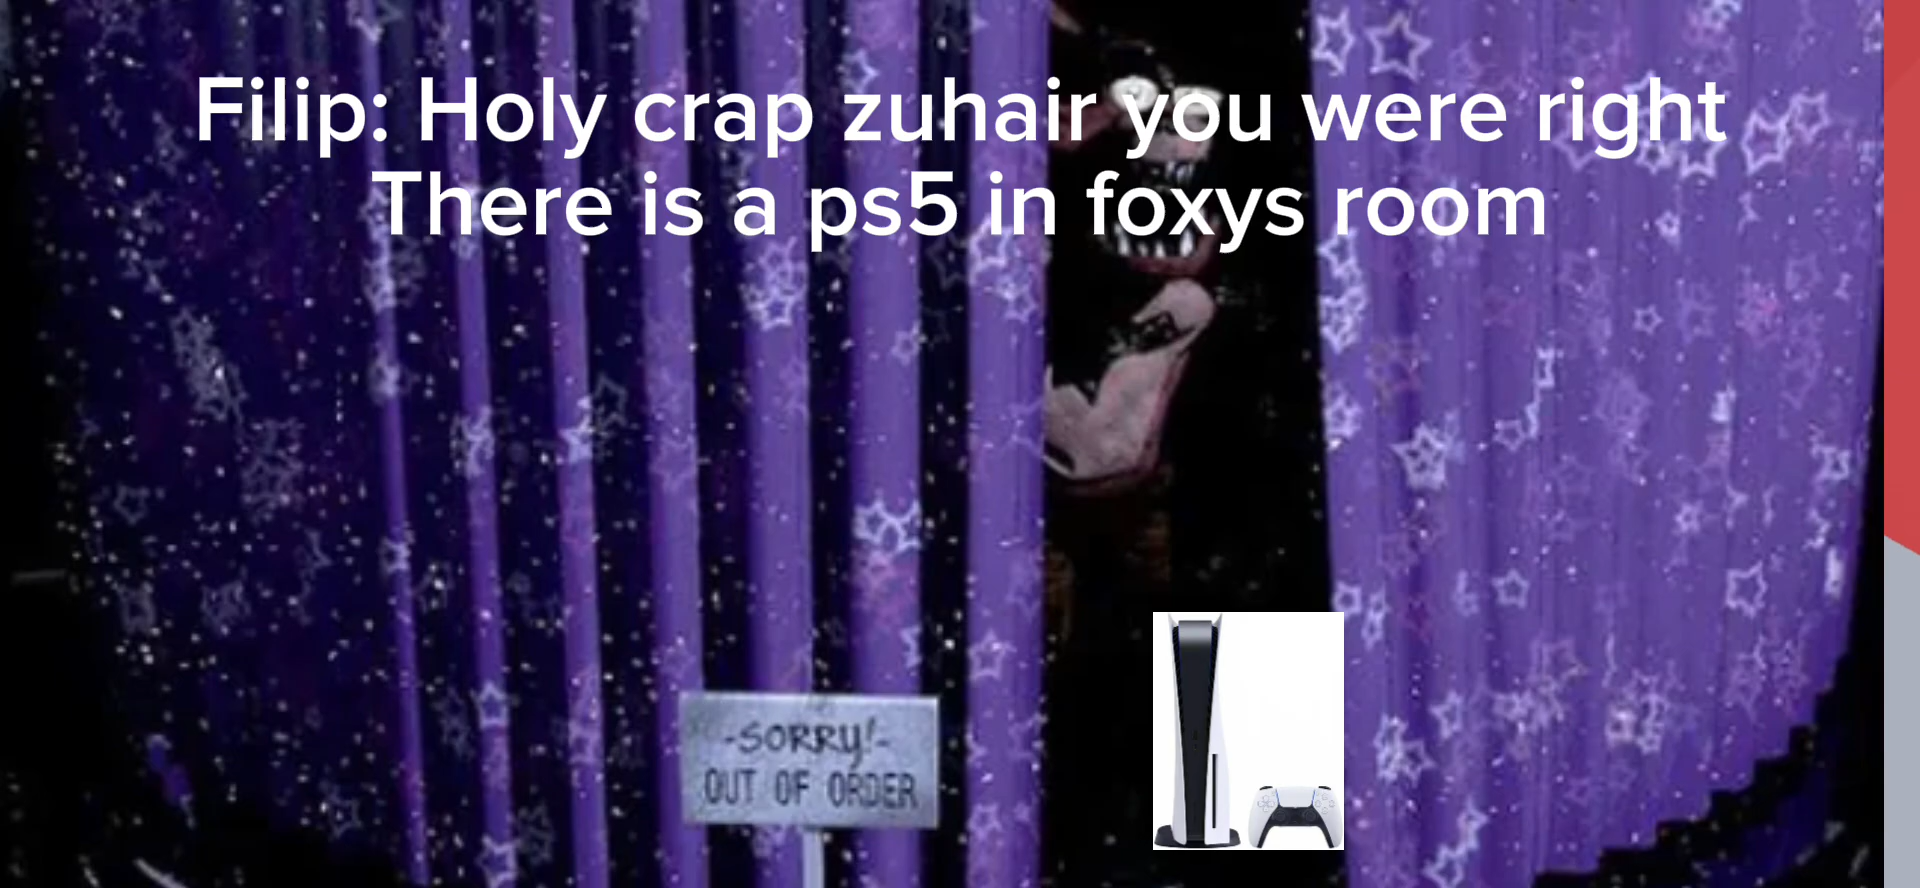 Filip: Holy crap zuhair you were right
There is a ps5 in foxys room
-SORRY!-
OUT OF ORDER